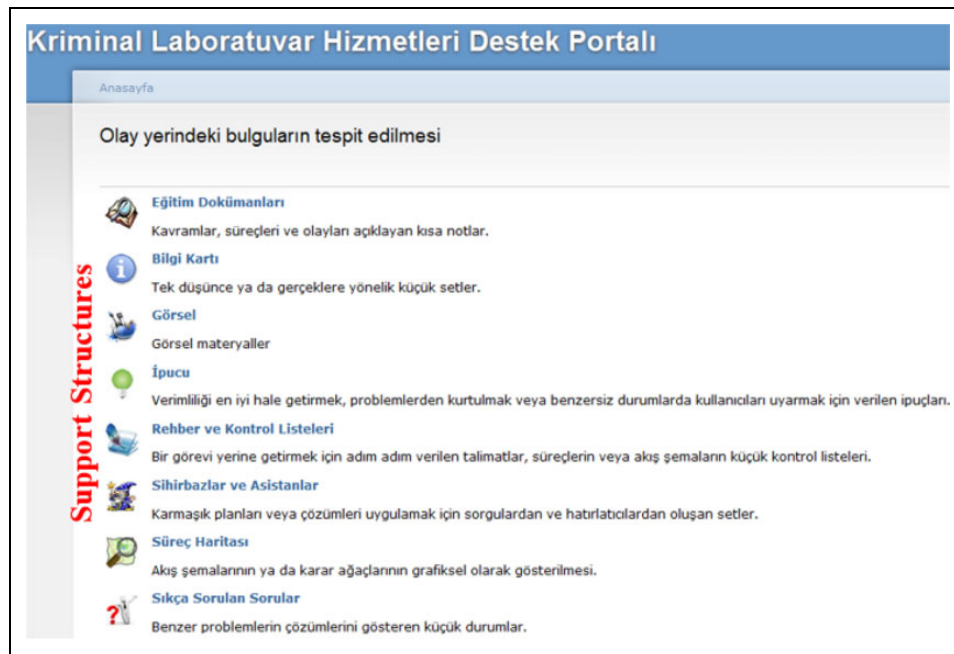 Kriminal Laboratuvar Hizmetleri Destek Portalı
Anasayfa
Olay yerindeki bulguların tespit edilmesi
Support Structures
Eğitim Dokümanları
Kavramlar, süreçleri ve olayları açıklayan kısa notlar.
Bilgi Kartı
Tek düşünce ya da gerçeklere yönelik küçük setler.
Görsel
Görsel materyaller
İpucu
Verimliliği en iyi hale getirmek, problemlerden kurtulmak veya benzersiz durumlarda kullanıcıları uyarmak için verilen ipuçları.
Rehber ve Kontrol Listeleri
Bir görevi yerine getirmek için adım adım verilen talimatlar, süreçlerin veya akış şemaların küçük kontrol listeleri.
Sihirbazlar ve Asistanlar
Karmaşık planları veya çözümleri uygulamak için sorgulardan ve hatırlatıcılardan oluşan setler.
Süreç Haritası
Akış şemalarının ya da karar ağaçlarının grafiksel olarak gösterilmesi.
Sıkça Sorulan Sorular
Benzer problemlerin çözümlerini gösteren küçük durumlar.